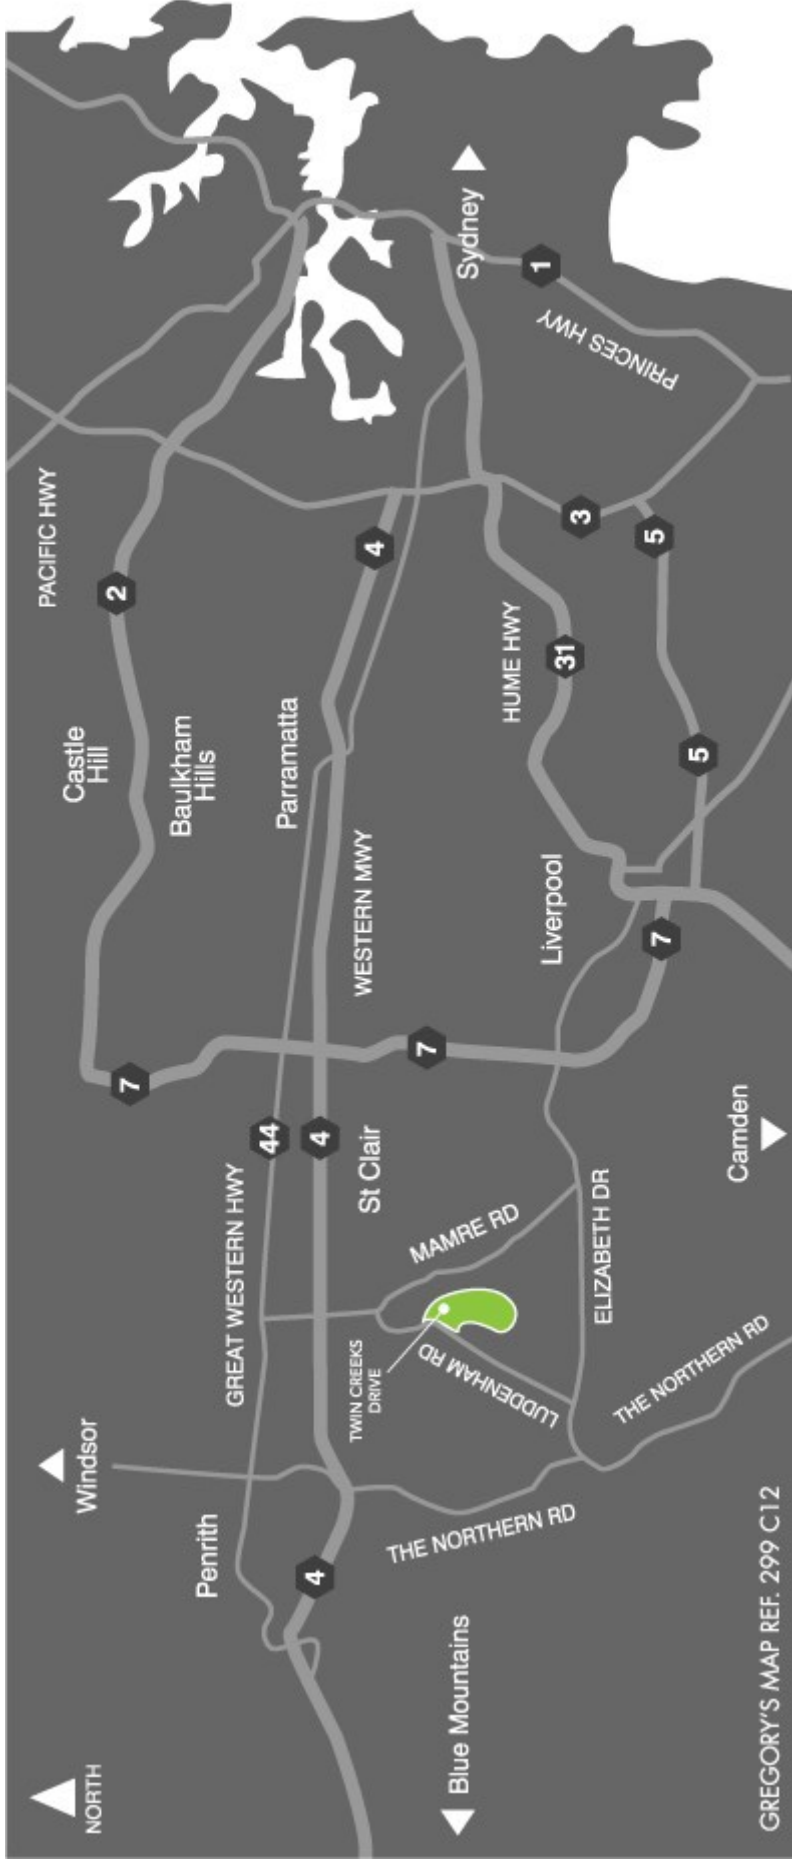 NORTH
Windsor
Penrith
Blue Mountains
GREGORY'S MAP REF. 299 C12
4
THE NORTHERN RD
THE NORTHERN RD
GREAT WESTERN HWY
TWIN CREEKS
DRIVE
LUDDENHAM RD
MAMRE RD
ELIZABETH DR
44
4
St Clair
Camden
7
7
7
WESTERN MWY
Liverpool
Castle
Hill
Baulkham
Hills
Parramatta
5
HUME HWY
31
PACIFIC HWY
2
4
3
5
PRINCES HWY
1
Sydney